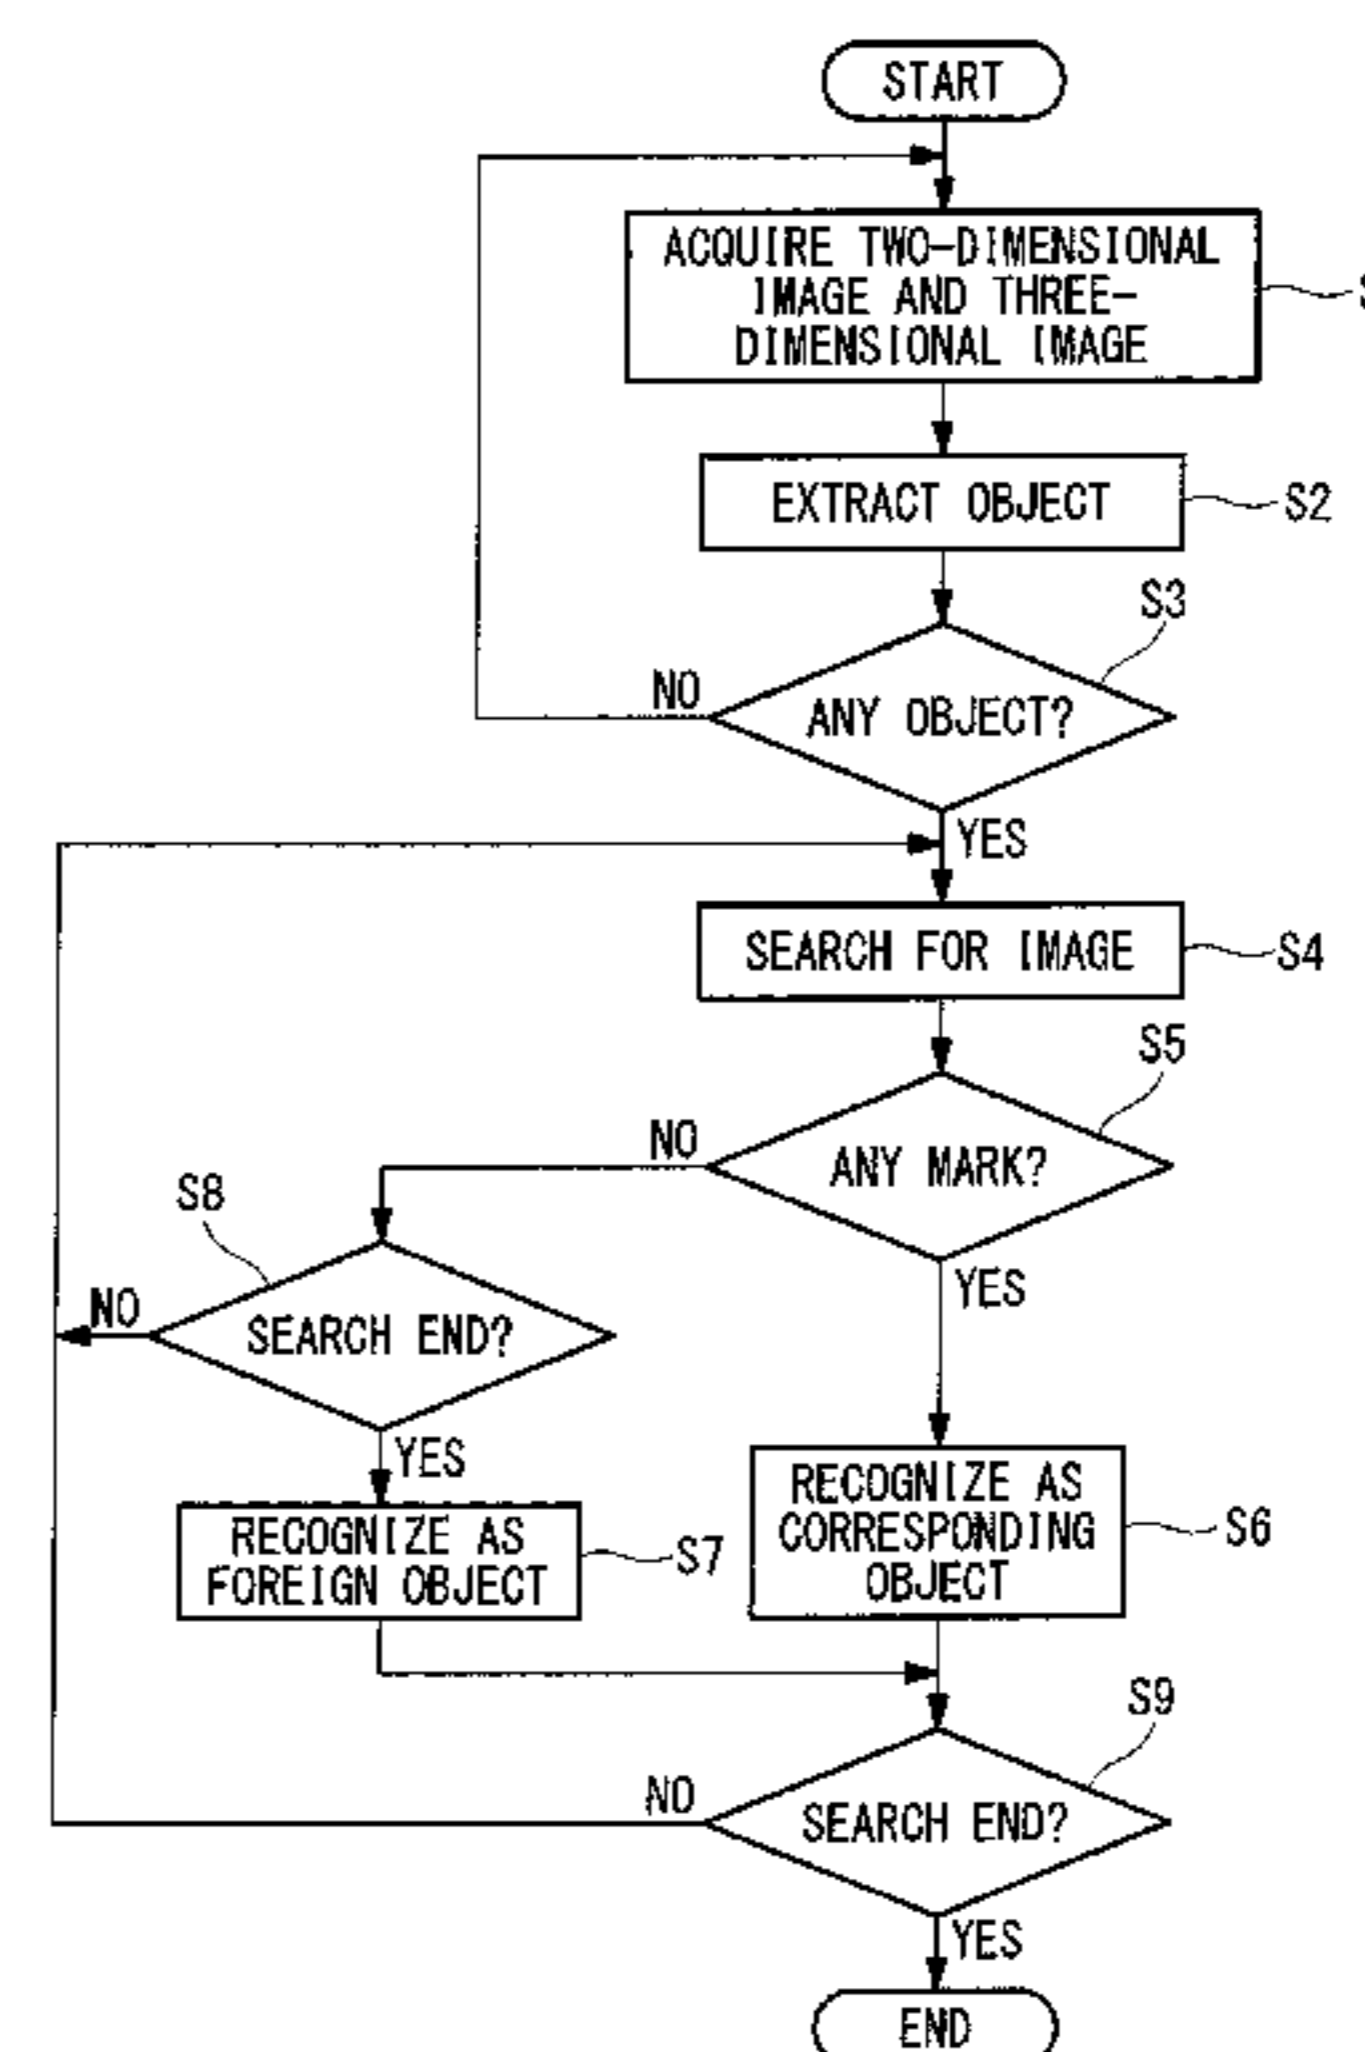 START
ACQUIRE TWO-DIMENSIONAL
IMAGE AND THREE-
DIMENSIONAL IMAGE
EXTRACT OBJECT
S2
S3
NO
ANY OBJECT?
YES
SEARCH FOR IMAGE
S4
S5
NO
ANY MARK?
YES
S8
NO
SEARCH END?
YES
RECOGNIZE AS
FOREIGN OBJECT
S7
RECOGNIZE AS
CORRESPONDING
OBJECT
S6
S9
NO
SEARCH END?
YES
END